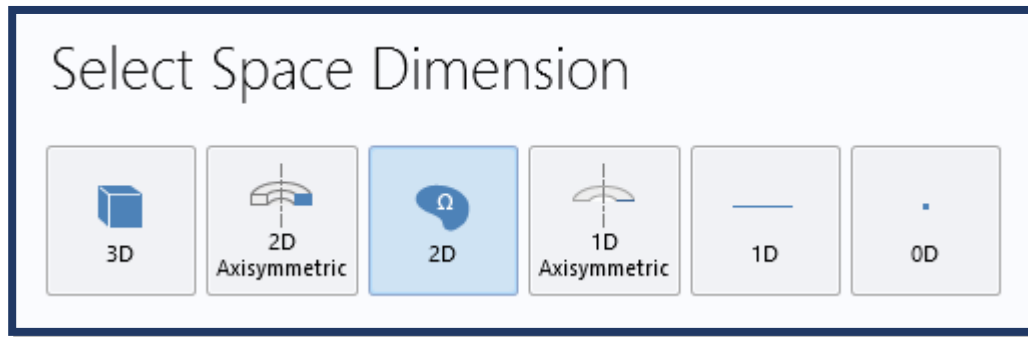 Select Space Dimension
3D
2D
Axisymmetric
Ω
2D
1D
Axisymmetric
1D
0D